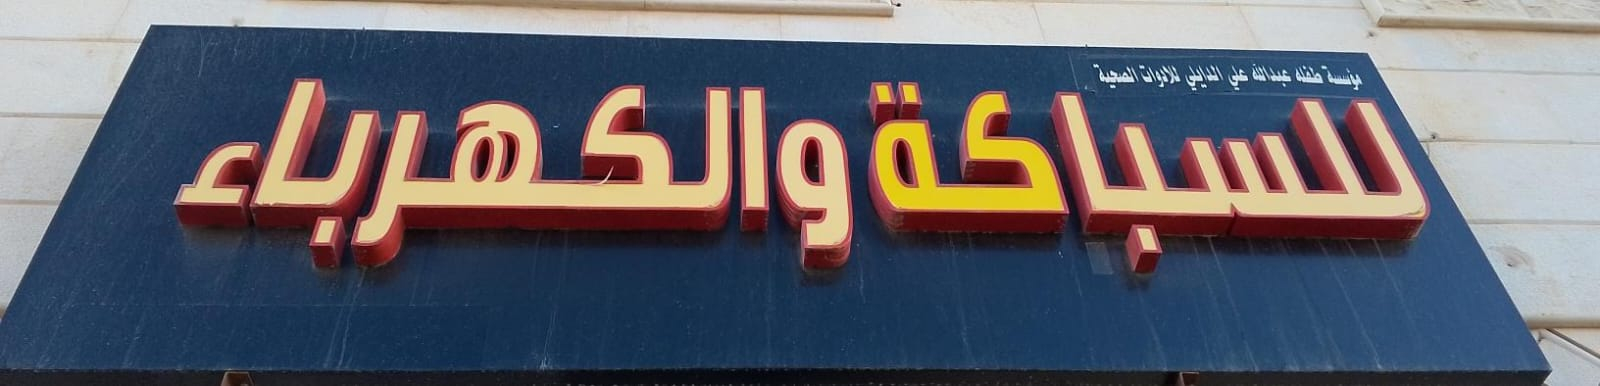 مؤسسة طفله عبدالله علي الدايلي للأدوات الصحية
للسباكة والكهرباء